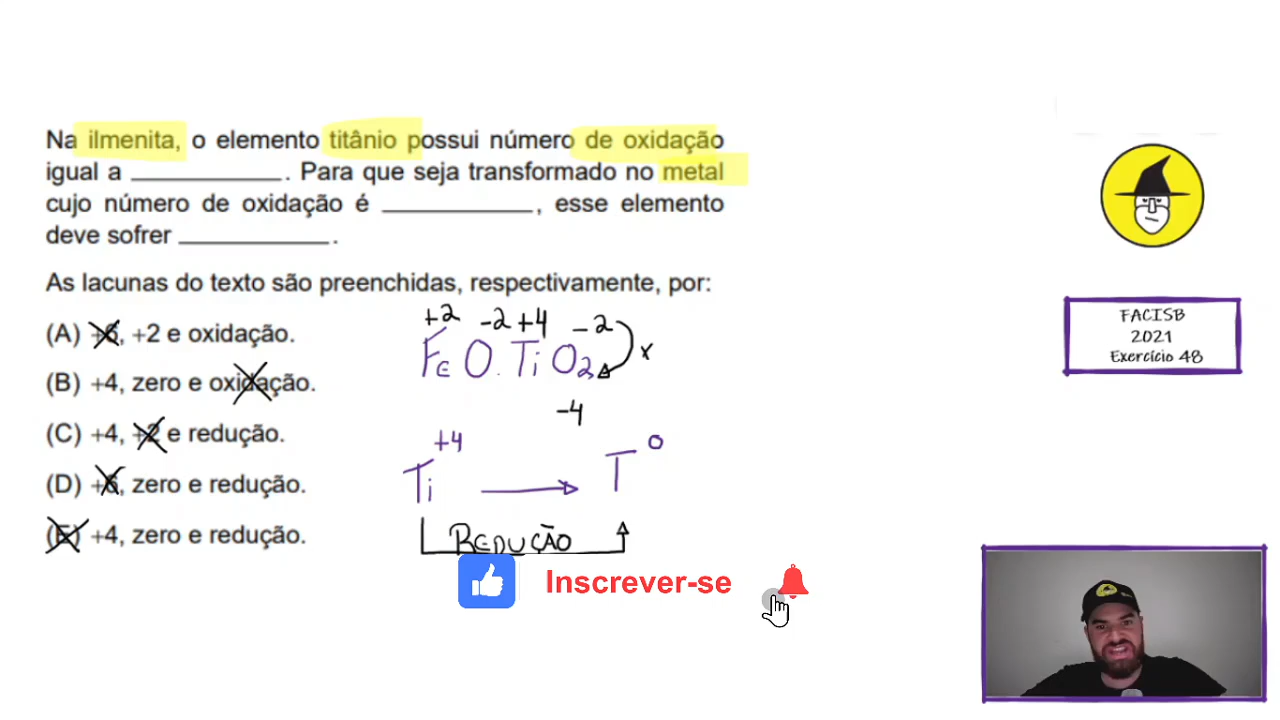 Na ilmenita, o elemento titânio possui número de oxidação
igual a ___________. Para que seja transformado no metal
cujo número de oxidação é ___________, esse elemento
deve sofrer ___________.
As lacunas do texto são preenchidas, respectivamente, por:
(A) +6, +2 e oxidação.
(B) +4, zero e oxidação.
(C) +4, +2 e redução.
(D) +6, zero e redução.
(E) +4, zero e redução.
+2 -2 +4 -2
Fe O. Ti O2 x
-4
+4 0
Ti T
REDUÇÃO
Inscrever-se
FACISB
2021
Exercício 48